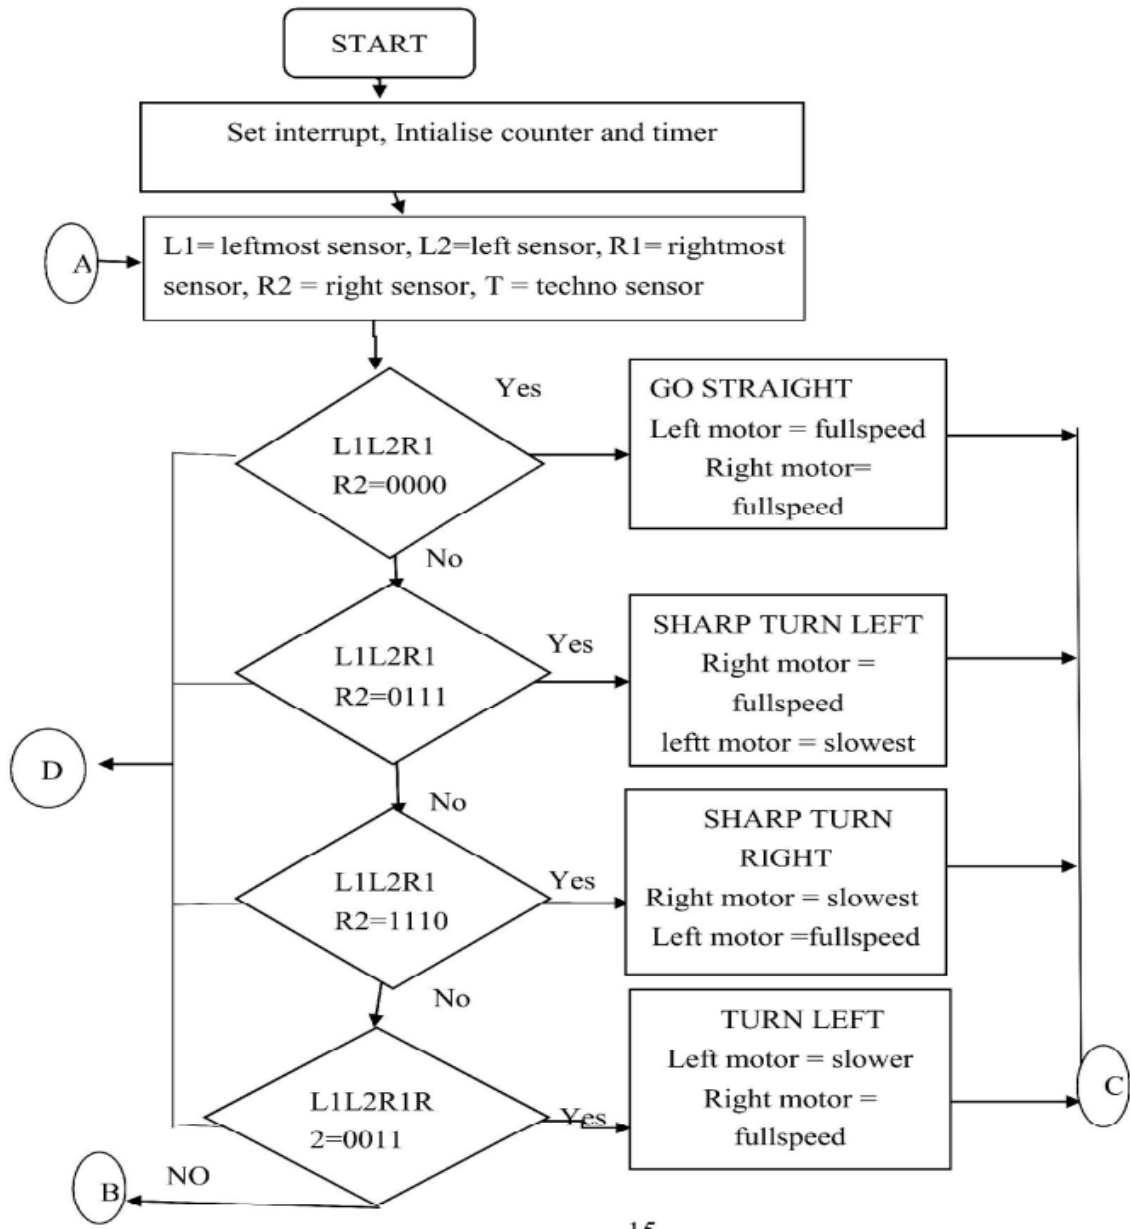 START
Set interrupt, Intialise counter and timer
A
L1= leftmost sensor, L2=left sensor, R1= rightmost
sensor, R2 = right sensor, T = techno sensor
L1L2R1
R2=0000
Yes
GO STRAIGHT
Left motor = fullspeed
Right motor=
fullspeed
No
L1L2R1
R2=0111
Yes
SHARP TURN LEFT
Right motor =
fullspeed
leftt motor = slowest
D
No
L1L2R1
R2=1110
Yes
SHARP TURN
RIGHT
Right motor = slowest
Left motor =fullspeed
No
L1L2R1R
2=0011
Yes
TURN LEFT
Left motor = slower
Right motor =
fullspeed
C
NO
B
15